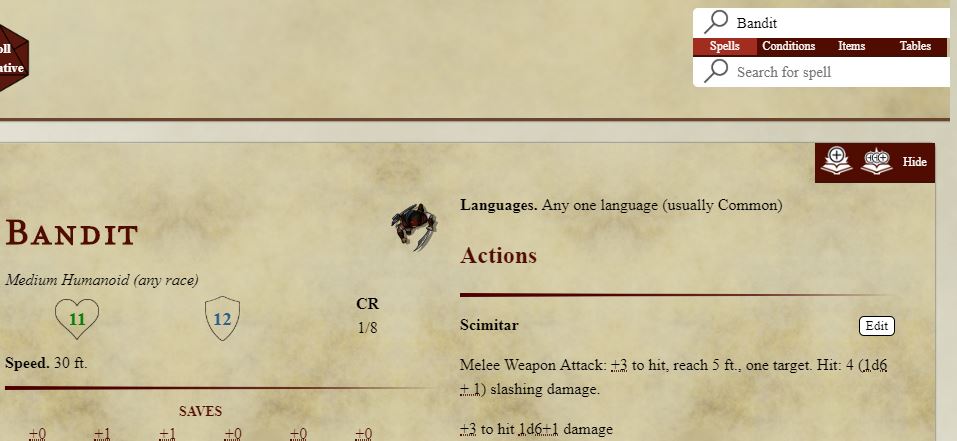 Bandit
Spells Conditions Items Tables
Search for spell
Hide
BANDIT
Medium Humanoid (any race)
11 12 CR
1/8
Speed. 30 ft.
SAVES
+0 +1 +1 +0 +0 +0
Languages. Any one language (usually Common)
Actions
Scimitar Edit
Melee Weapon Attack: +3 to hit, reach 5 ft., one target. Hit: 4 (1d6
+ 1) slashing damage.
+3 to hit 1d6+1 damage